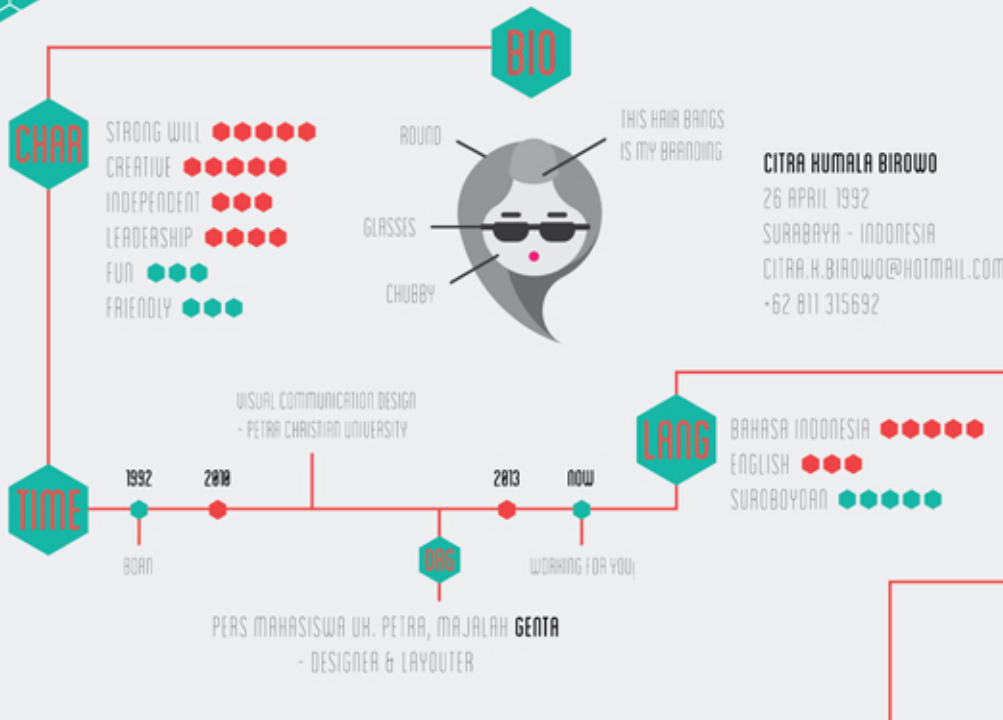 BIO
CHAR
STRONG WILL
CREATIVE
INDEPENDENT
LEADERSHIP
FUN
FRIENDLY
ROUND
THIS HAIR BANGS
IS MY BRANDING
GLASSES
CHUBBY
CITRA KUMALA BIROWO
26 APRIL 1992
SURABAYA - INDONESIA
CITRA.K.BIROWO@HOTMAIL.COM
+62 811 315692
VISUAL COMMUNICATION DESIGN
- PETRA CHRISTIAN UNIVERSITY
TIME
1992
2010
2013
NOW
BORN
ORG
WORKING FOR YOU!
PERS MAHASISWA UK. PETRA, MAJALAH GENTA
- DESIGNER & LAYOUTER
LANG
BAHASA INDONESIA
ENGLISH
SUROBOYOAN